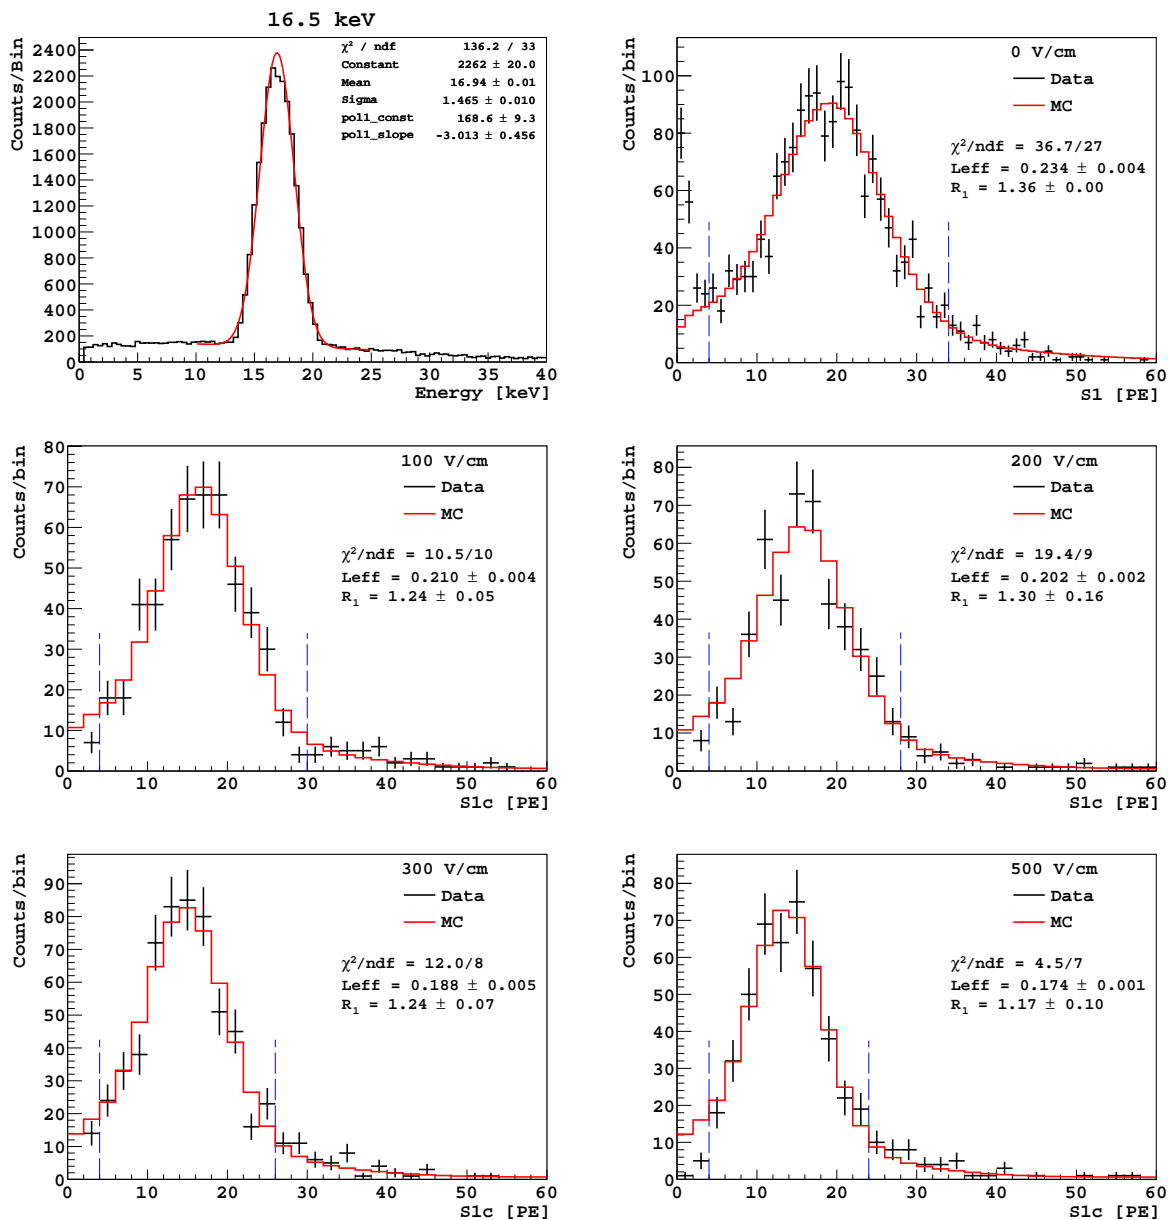 16.5 keV
Counts/Bin
2400
2200
2000
1800
1600
1400
1200
1000
800
600
400
200
0
χ² / ndf 136.2 / 33
Constant 2262 ± 20.0
Mean 16.94 ± 0.01
Sigma 1.465 ± 0.010
pol1_const 168.6 ± 9.3
pol1_slope -3.013 ± 0.456
0 5 10 15 20 25 30 35 40
Energy [keV]
Counts/bin
100
80
60
40
20
0
0 V/cm
Data
MC
χ²/ndf = 36.7/27
Leff = 0.234 ± 0.004
R₁ = 1.36 ± 0.00
0 10 20 30 40 50 60
S1 [PE]
Counts/bin
80
70
60
50
40
30
20
10
0
100 V/cm
Data
MC
χ²/ndf = 10.5/10
Leff = 0.210 ± 0.004
R₁ = 1.24 ± 0.05
0 10 20 30 40 50 60
S1c [PE]
Counts/bin
80
70
60
50
40
30
20
10
0
200 V/cm
Data
MC
χ²/ndf = 19.4/9
Leff = 0.202 ± 0.002
R₁ = 1.30 ± 0.16
0 10 20 30 40 50 60
S1c [PE]
Counts/bin
90
80
70
60
50
40
30
20
10
0
300 V/cm
Data
MC
χ²/ndf = 12.0/8
Leff = 0.188 ± 0.005
R₁ = 1.24 ± 0.07
0 10 20 30 40 50 60
S1c [PE]
Counts/bin
80
70
60
50
40
30
20
10
0
500 V/cm
Data
MC
χ²/ndf = 4.5/7
Leff = 0.174 ± 0.001
R₁ = 1.17 ± 0.10
0 10 20 30 40 50 60
S1c [PE]